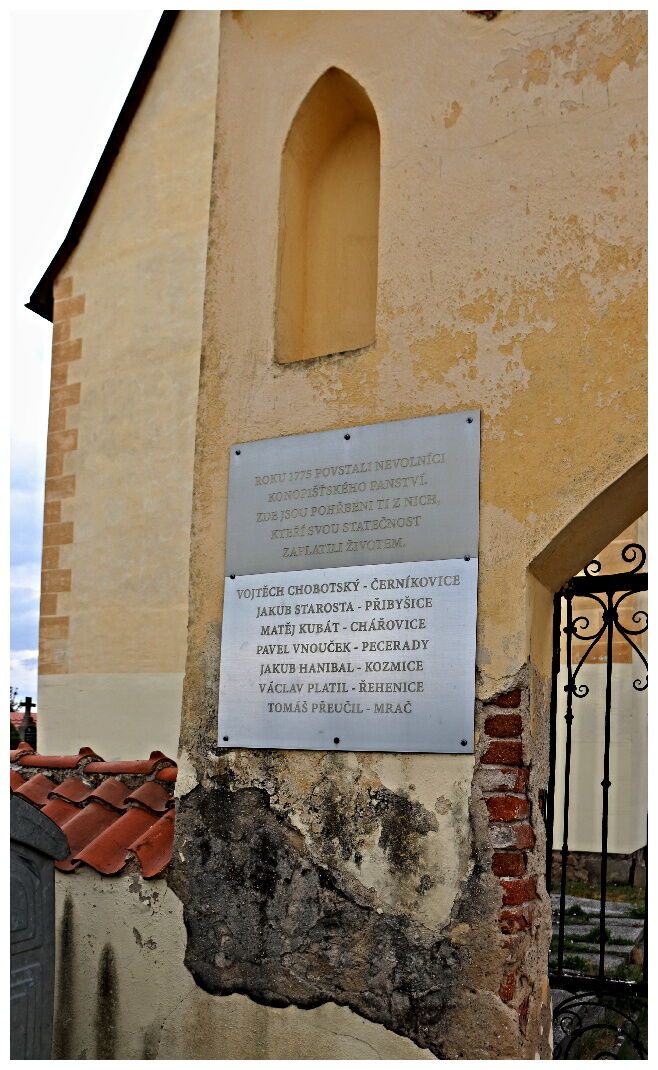 ROKU 1775 POVSTALI NEVOLNÍCI
KONOPIŠŤSKÉHO PANSTVÍ.
ZDE JSOU POHŘBENI TI Z NICH,
KTEŘÍ SVOU STATEČNOST
ZAPLATILI ŽIVOTEM.
VOJTĚCH CHOBOTSKÝ - ČERNÍKOVICE
JAKUB STAROSTA - PŘIBYŠICE
MATĚJ KUBÁT - CHÁŘOVICE
PAVEL VNOUČEK - PECERADY
JAKUB HANIBAL - KOZMICE
VÁCLAV PLATIL - ŘEHENICE
TOMÁŠ PŘEUČIL - MRAČ